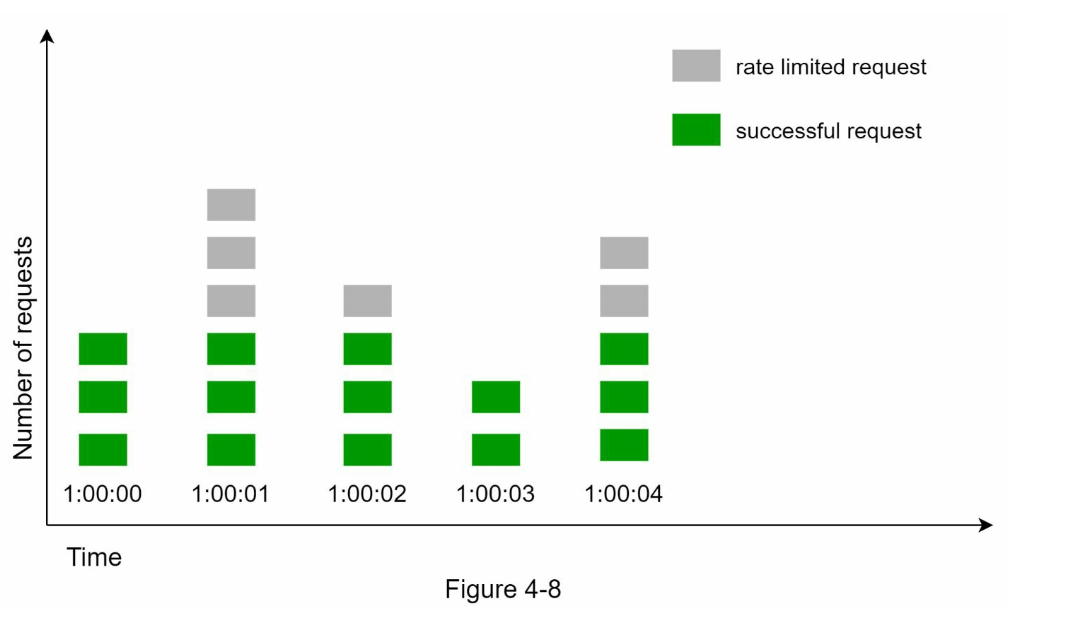 rate limited request
successful request
Number of requests
1:00:00 1:00:01 1:00:02 1:00:03 1:00:04
Time
Figure 4-8